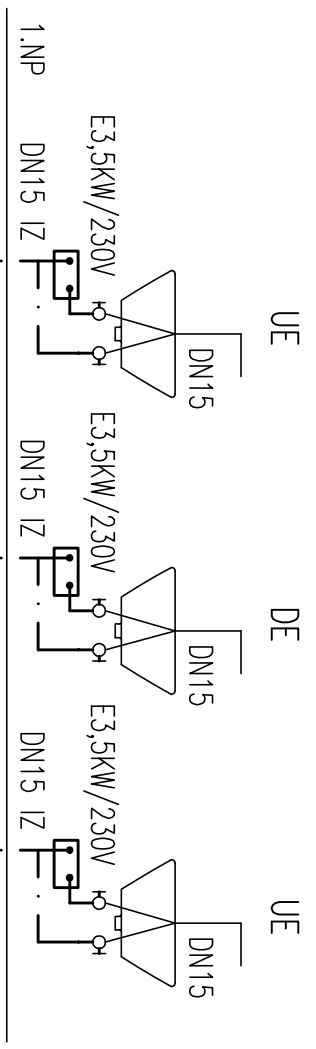 UE
DE
UE
DN15
DN15
DN15
E3,5KW/230V
E3,5KW/230V
E3,5KW/230V
1.NP
DN15 IZ
DN15 IZ
DN15 IZ